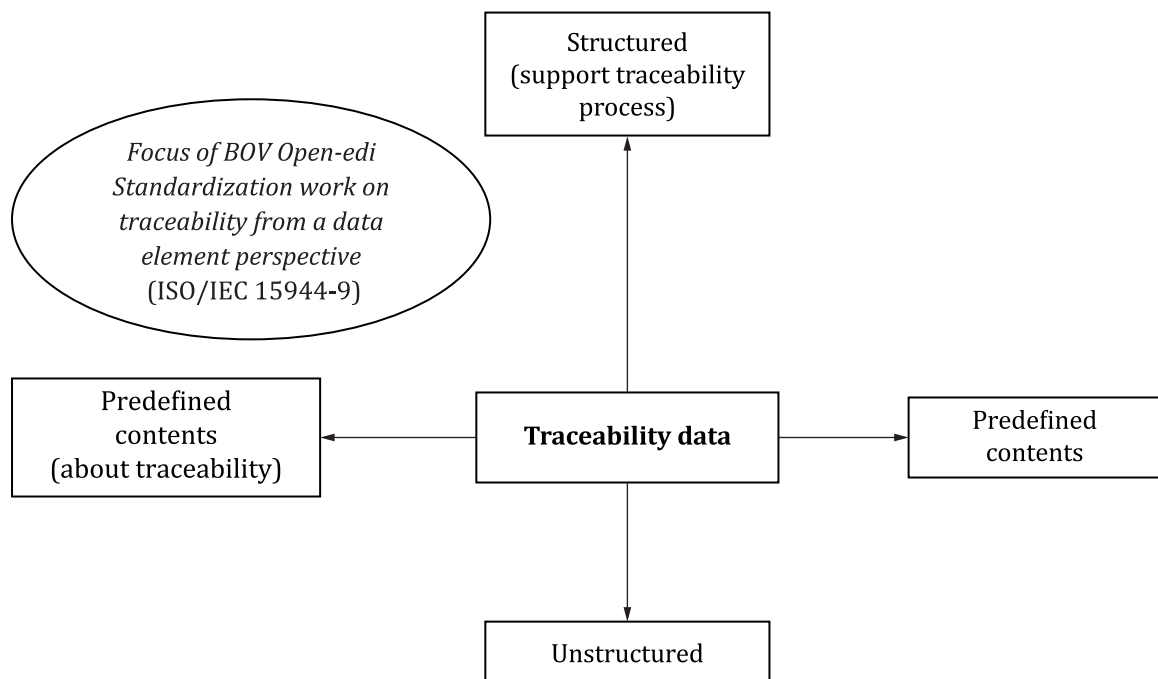 Structured
(support traceability
process)
Focus of BOV Open-edi
Standardization work on
traceability from a data
element perspective
(ISO/IEC 15944-9)
Predefined
contents
(about traceability)
Traceability data
Predefined
contents
Unstructured